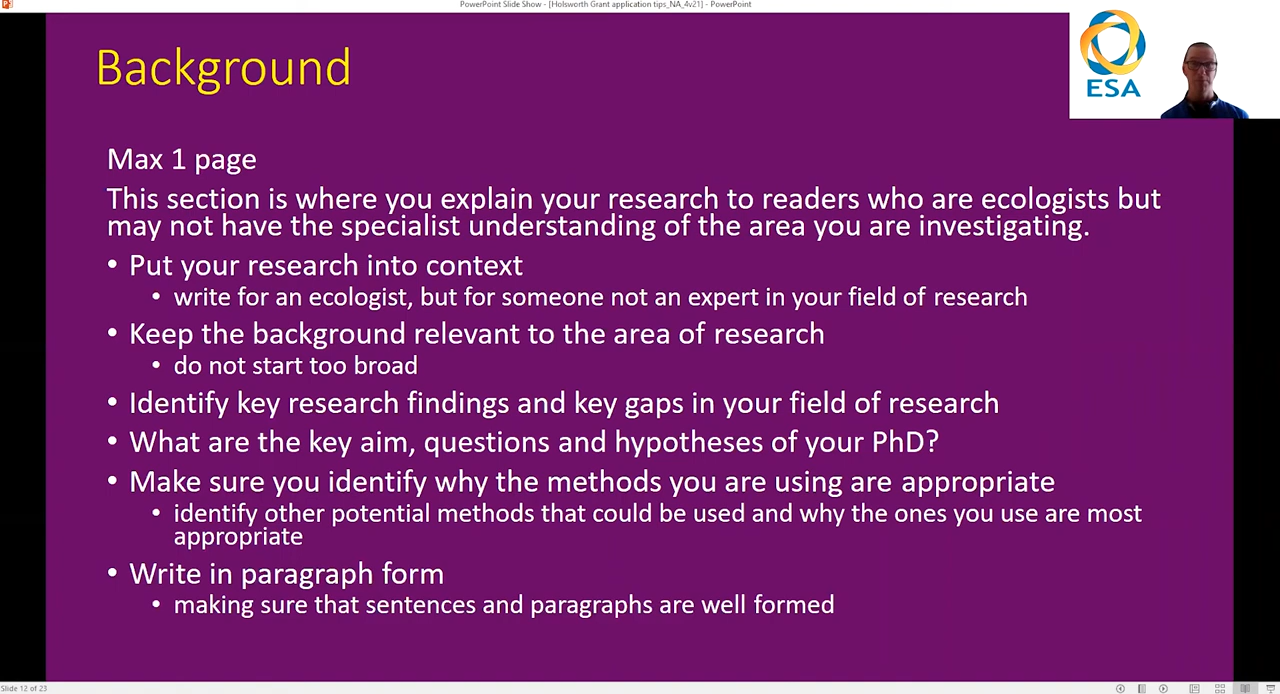 PowerPoint Slide Show - [Holsworth Grant application tips_NA_4v21] - PowerPoint
Background
ESA
Max 1 page
This section is where you explain your research to readers who are ecologists but
may not have the specialist understanding of the area you are investigating.
• Put your research into context
• write for an ecologist, but for someone not an expert in your field of research
• Keep the background relevant to the area of research
• do not start too broad
• Identify key research findings and key gaps in your field of research
• What are the key aim, questions and hypotheses of your PhD?
• Make sure you identify why the methods you are using are appropriate
• identify other potential methods that could be used and why the ones you use are most
appropriate
• Write in paragraph form
• making sure that sentences and paragraphs are well formed
Slide 12 of 23